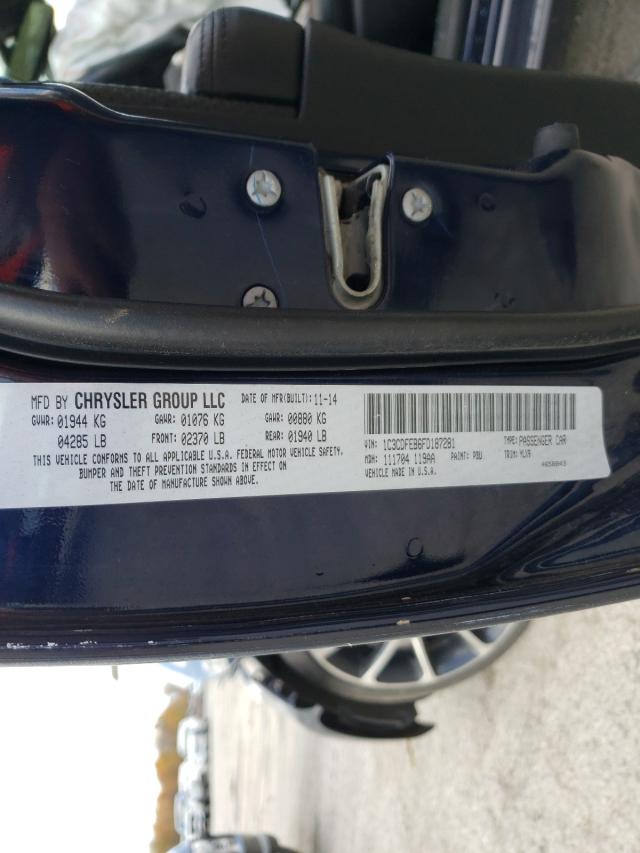 MFD BY CHRYSLER GROUP LLC DATE OF MFR(BUILT): 11-14
GVWR: 01944 KG GAWR: 01076 KG GAWR: 00880 KG
04285 LB FRONT: 02370 LB REAR: 01940 LB
THIS VEHICLE CONFORMS TO ALL APPLICABLE U.S.A. FEDERAL MOTOR VEHICLE SAFETY,
BUMPER AND THEFT PREVENTION STANDARDS IN EFFECT ON
THE DATE OF MANUFACTURE SHOWN ABOVE.
VIN: 1C3CDFEB6FD187281 TYPE: PASSENGER CAR
MDH: 111704 119AA PAINT: PBU TRIM: VLX9
VEHICLE MADE IN U.S.A.